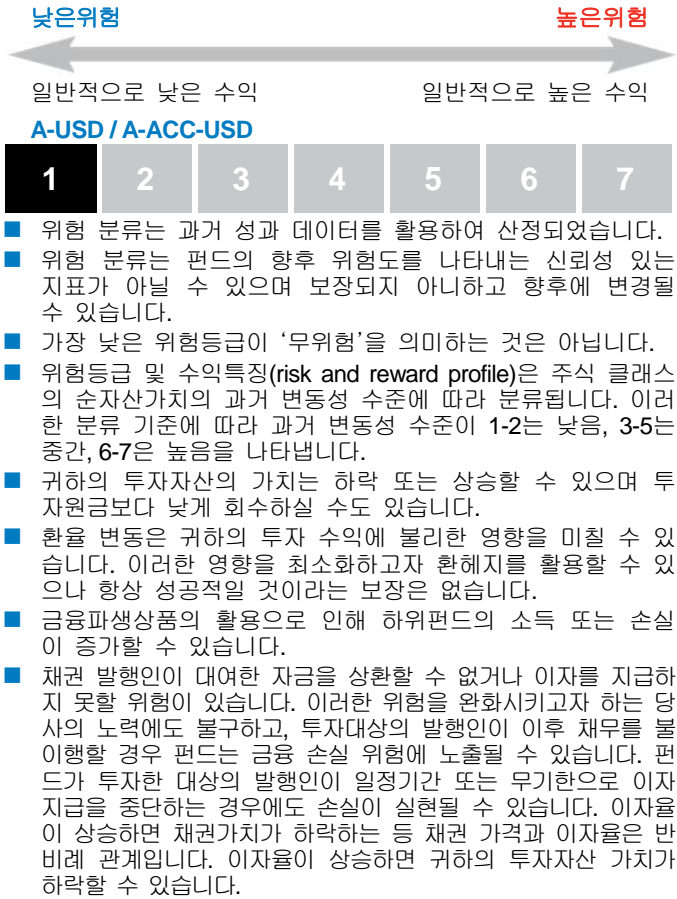 낮은위험 높은위험
일반적으로 낮은 수익 일반적으로 높은 수익
A-USD / A-ACC-USD
1 2 3 4 5 6 7
■ 위험 분류는 과거 성과 데이터를 활용하여 산정되었습니다.
■ 위험 분류는 펀드의 향후 위험도를 나타내는 신뢰성 있는
지표가 아닐 수 있으며 보장되지 아니하고 향후에 변경될
수 있습니다.
■ 가장 낮은 위험등급이 ‘무위험’을 의미하는 것은 아닙니다.
■ 위험등급 및 수익특징(risk and reward profile)은 주식 클래스
의 순자산가치의 과거 변동성 수준에 따라 분류됩니다. 이러
한 분류 기준에 따라 과거 변동성 수준이 1-2는 낮음, 3-5는
중간, 6-7은 높음을 나타냅니다.
■ 귀하의 투자자산의 가치는 하락 또는 상승할 수 있으며 투
자원금보다 낮게 회수하실 수도 있습니다.
■ 환율 변동은 귀하의 투자 수익에 불리한 영향을 미칠 수 있
습니다. 이러한 영향을 최소화하고자 환헤지를 활용할 수 있
으나 항상 성공적일 것이라는 보장은 없습니다.
■ 금융파생상품의 활용으로 인해 하위펀드의 소득 또는 손실
이 증가할 수 있습니다.
■ 채권 발행인이 대여한 자금을 상환할 수 없거나 이자를 지급하
지 못할 위험이 있습니다. 이러한 위험을 완화시키고자 하는 당
사의 노력에도 불구하고, 투자대상의 발행인이 이후 채무를 불
이행할 경우 펀드는 금융 손실 위험에 노출될 수 있습니다. 펀
드가 투자한 대상의 발행인이 일정기간 또는 무기한으로 이자
지급을 중단하는 경우에도 손실이 실현될 수 있습니다. 이자율
이 상승하면 채권가치가 하락하는 등 채권 가격과 이자율은 반
비례 관계입니다. 이자율이 상승하면 귀하의 투자자산 가치가
하락할 수 있습니다.